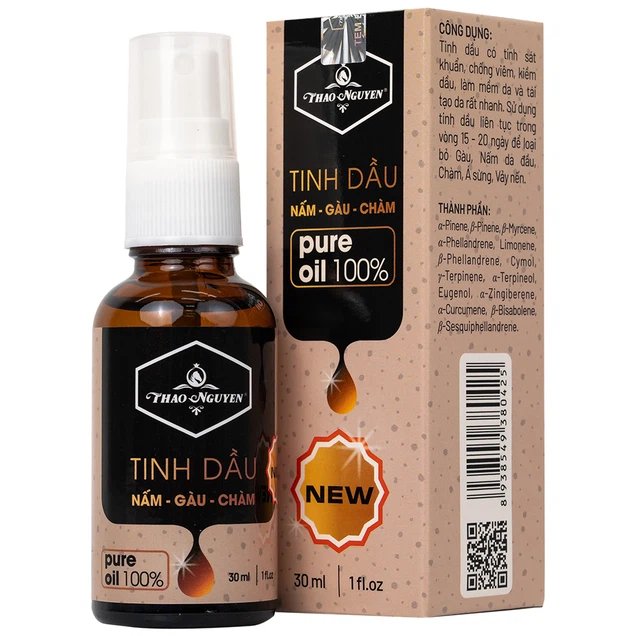 THAO NGUYEN®
TINH DẦU
NẤM - GÀU - CHÀM
pure
oil 100%
30 ml | 1 fl.oz
TEM
THAO NGUYEN®
TINH DẦU
NẤM - GÀU - CHÀM
pure
oil 100%
NEW
30 ml | 1 fl.oz
CÔNG DỤNG:
Tinh dầu có tính sát
khuẩn, chống viêm, kiềm
dầu, làm mềm da và tái
tạo da rất nhanh. Sử dụng
tinh dầu liên tục trong
vòng 15 - 20 ngày để loại
bỏ Gàu, Nấm da đầu,
Chàm, Á sừng, Vảy nến.
THÀNH PHẦN:
α-Pinene, β-Pinene, β-Myrcene,
α-Phellandrene, Limonene,
β-Phellandrene, Cymol,
γ-Terpinene, α-Terpineol,
Eugenol, α-Zingiberene,
α-Curcumene, β-Bisabolene,
β-Sesquiphellandrene.
8 938549 380425